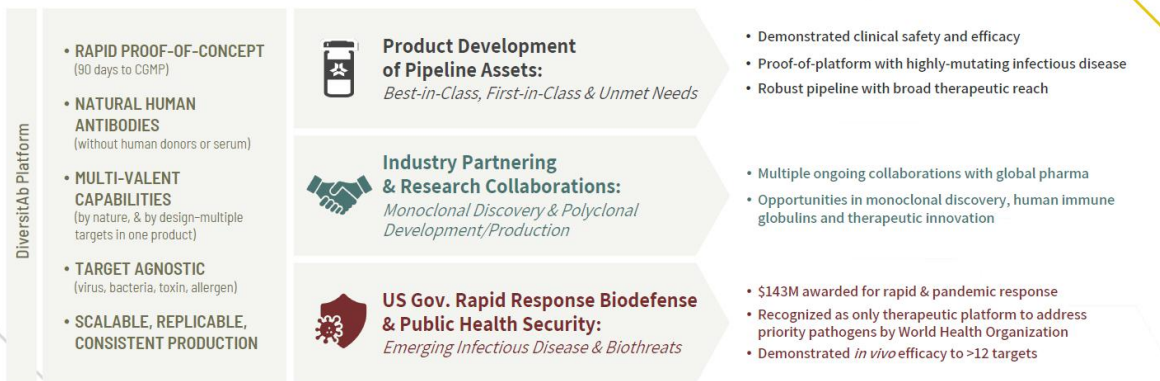 DiversitAb Platform
• RAPID PROOF-OF-CONCEPT
(90 days to CGMP)
• NATURAL HUMAN
ANTIBODIES
(without human donors or serum)
• MULTI-VALENT
CAPABILITIES
(by nature, & by design–multiple
targets in one product)
• TARGET AGNOSTIC
(virus, bacteria, toxin, allergen)
• SCALABLE, REPLICABLE,
CONSISTENT PRODUCTION
Product Development
of Pipeline Assets:
Best-in-Class, First-in-Class & Unmet Needs
• Demonstrated clinical safety and efficacy
• Proof-of-platform with highly-mutating infectious disease
• Robust pipeline with broad therapeutic reach
Industry Partnering
& Research Collaborations:
Monoclonal Discovery & Polyclonal
Development/Production
• Multiple ongoing collaborations with global pharma
• Opportunities in monoclonal discovery, human immune
globulins and therapeutic innovation
US Gov. Rapid Response Biodefense
& Public Health Security:
Emerging Infectious Disease & Biothreats
• $143M awarded for rapid & pandemic response
• Recognized as only therapeutic platform to address
priority pathogens by World Health Organization
• Demonstrated in vivo efficacy to >12 targets